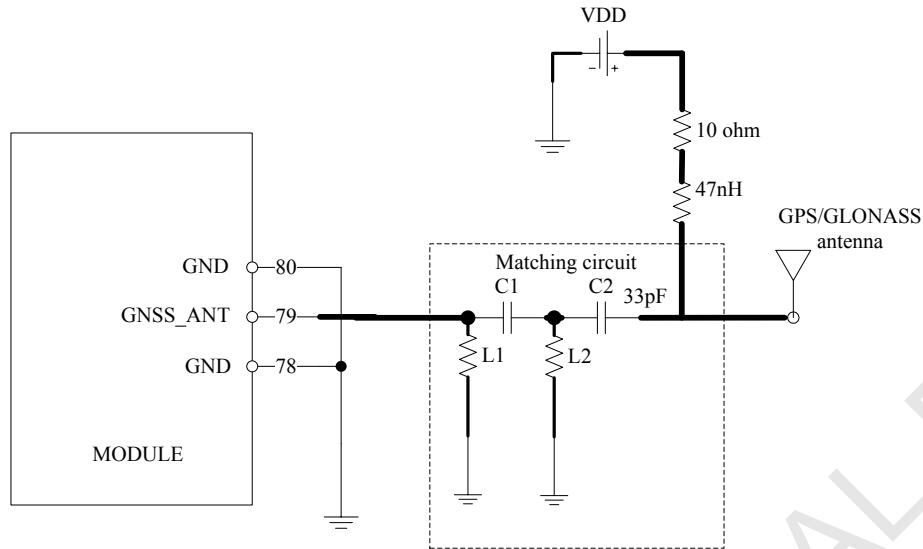 VDD
- +
10 ohm
47nH
GPS/GLONASS
antenna
Matching circuit
GND 80
C1 C2 33pF
GNSS_ANT 79
L1 L2
GND 78
MODULE